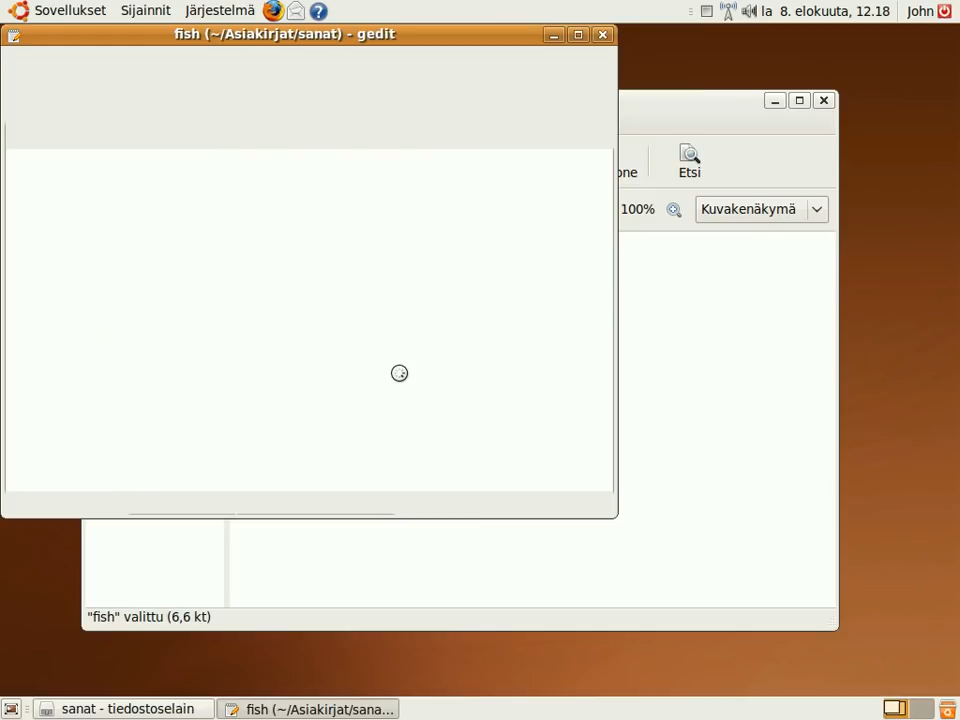 Sovellukset Sijainnit Järjestelmä ? la 8. elokuuta, 12.18 John
fish (~/Asiakirjat/sanat) - gedit
one Etsi
100% Kuvakenäkymä
"fish" valittu (6,6 kt)
sanat - tiedostoselain fish (~/Asiakirjat/sana...